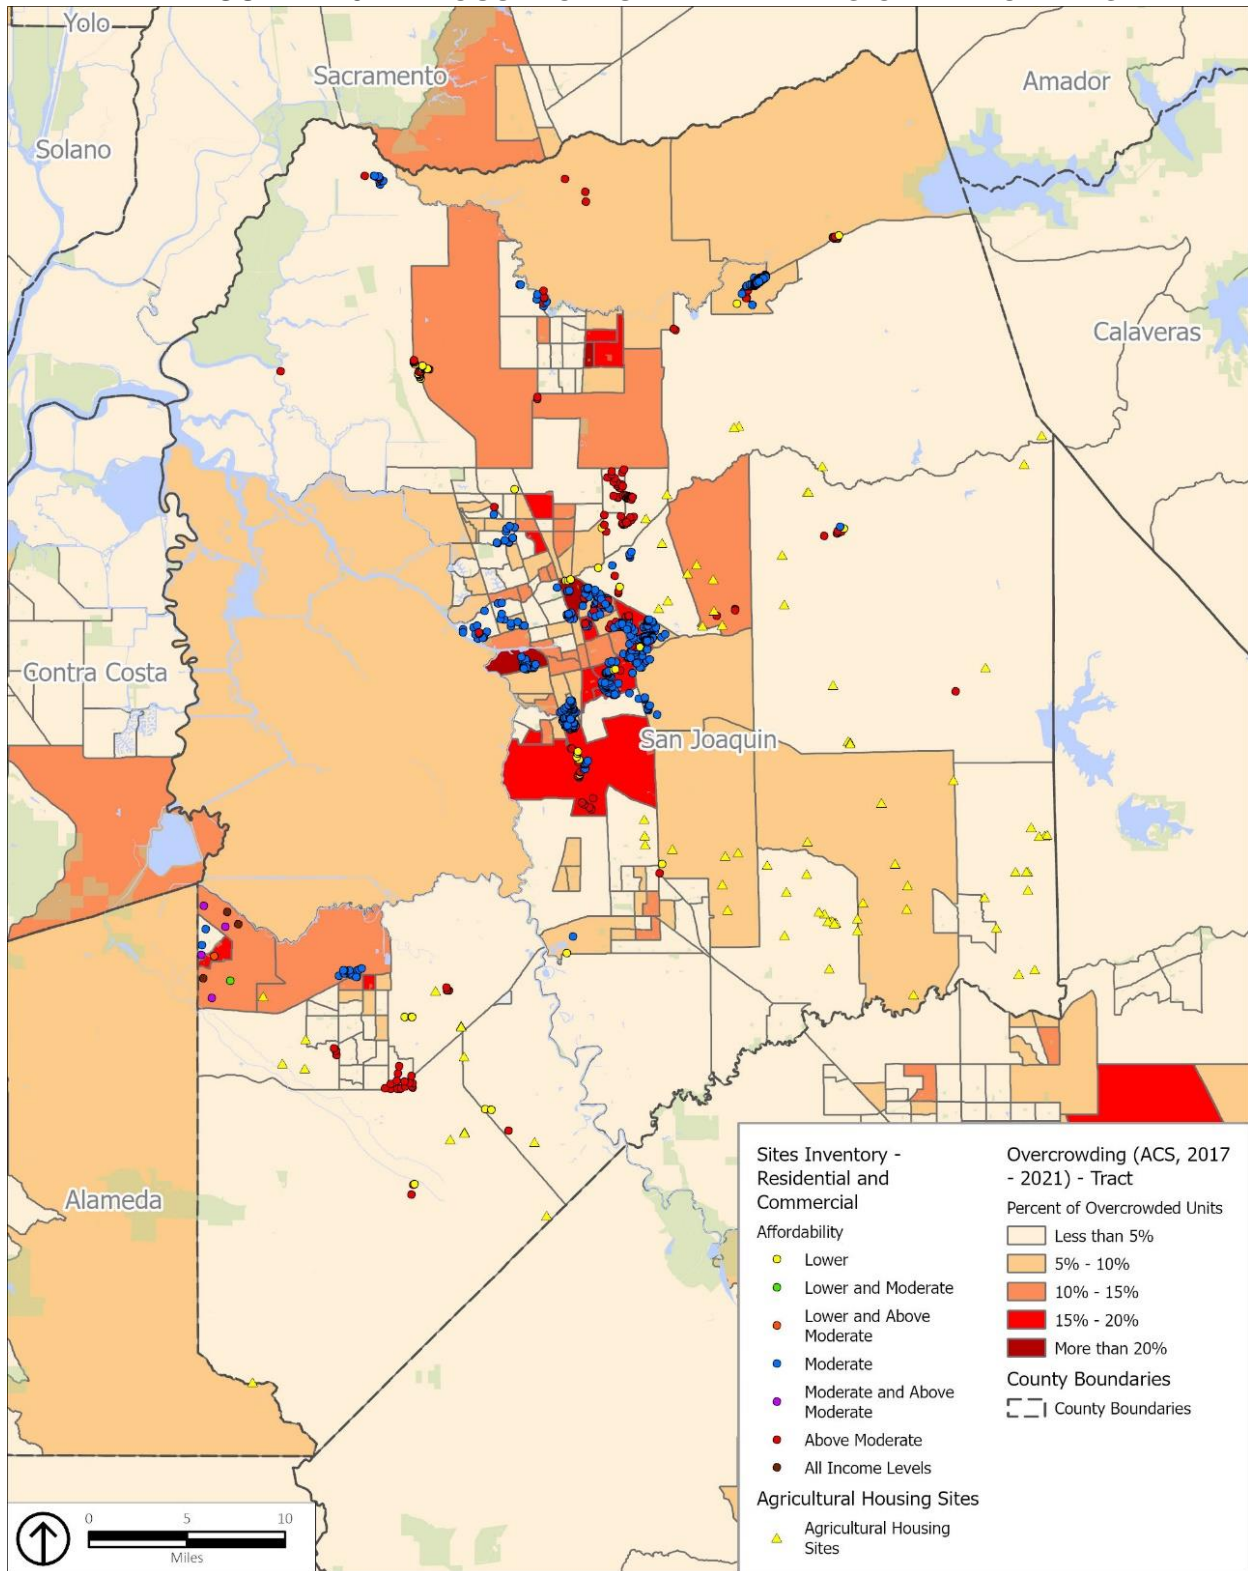 Yolo
Sacramento
Amador
Solano
Calaveras
Contra Costa
San Joaquin
Alameda
Sites Inventory -
Residential and
Commercial
Affordability
Lower
Lower and Moderate
Lower and Above
Moderate
Moderate
Moderate and Above
Moderate
Above Moderate
All Income Levels
Agricultural Housing Sites
Agricultural Housing
Sites
Overcrowding (ACS, 2017
- 2021) - Tract
Percent of Overcrowded Units
Less than 5%
5% - 10%
10% - 15%
15% - 20%
More than 20%
County Boundaries
County Boundaries
0 5 10
Miles